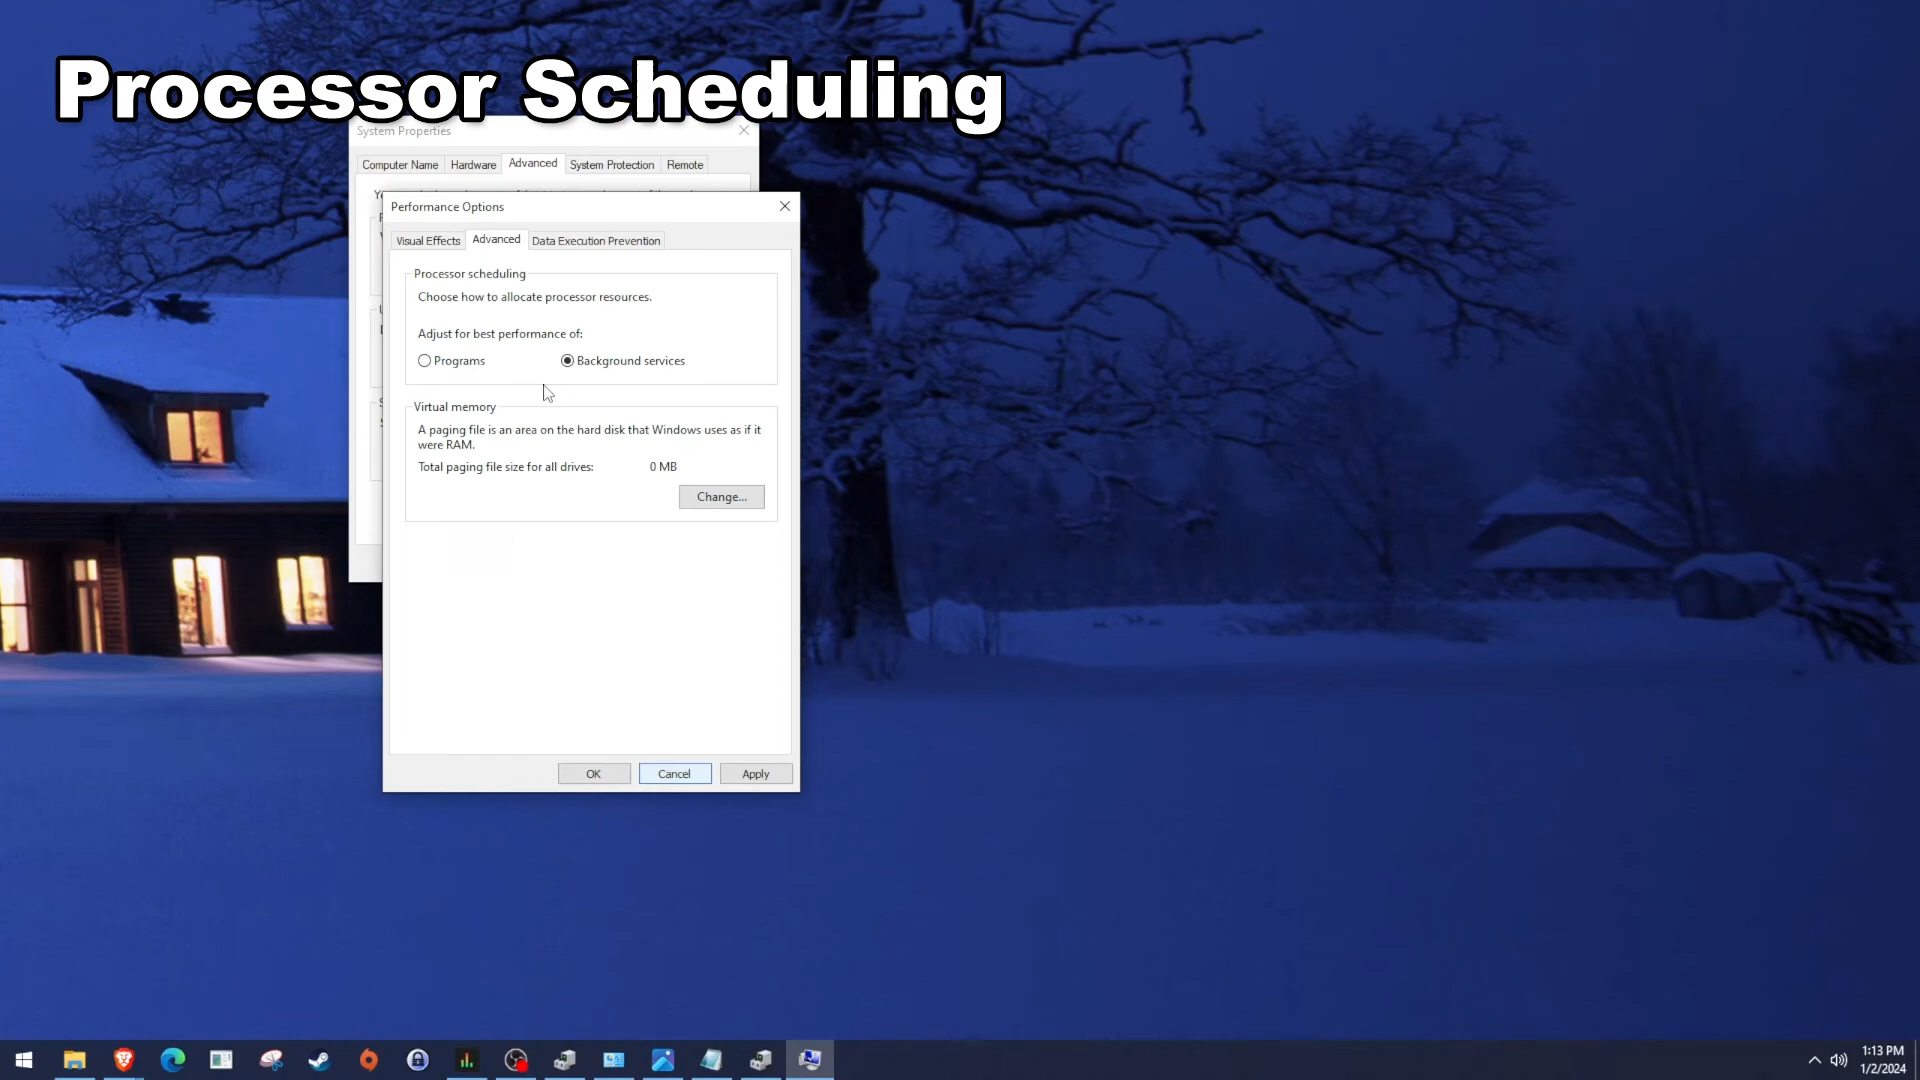 Processor Scheduling
System Properties
Computer Name
Hardware
Advanced
System Protection
Remote
Performance Options
Visual Effects
Advanced
Data Execution Prevention
Processor scheduling
Choose how to allocate processor resources.
Adjust for best performance of:
Programs
Background services
Virtual memory
A paging file is an area on the hard disk that Windows uses as if it
were RAM.
Total paging file size for all drives:
0 MB
Change...
OK
Cancel
Apply
1:13 PM
1/2/2024